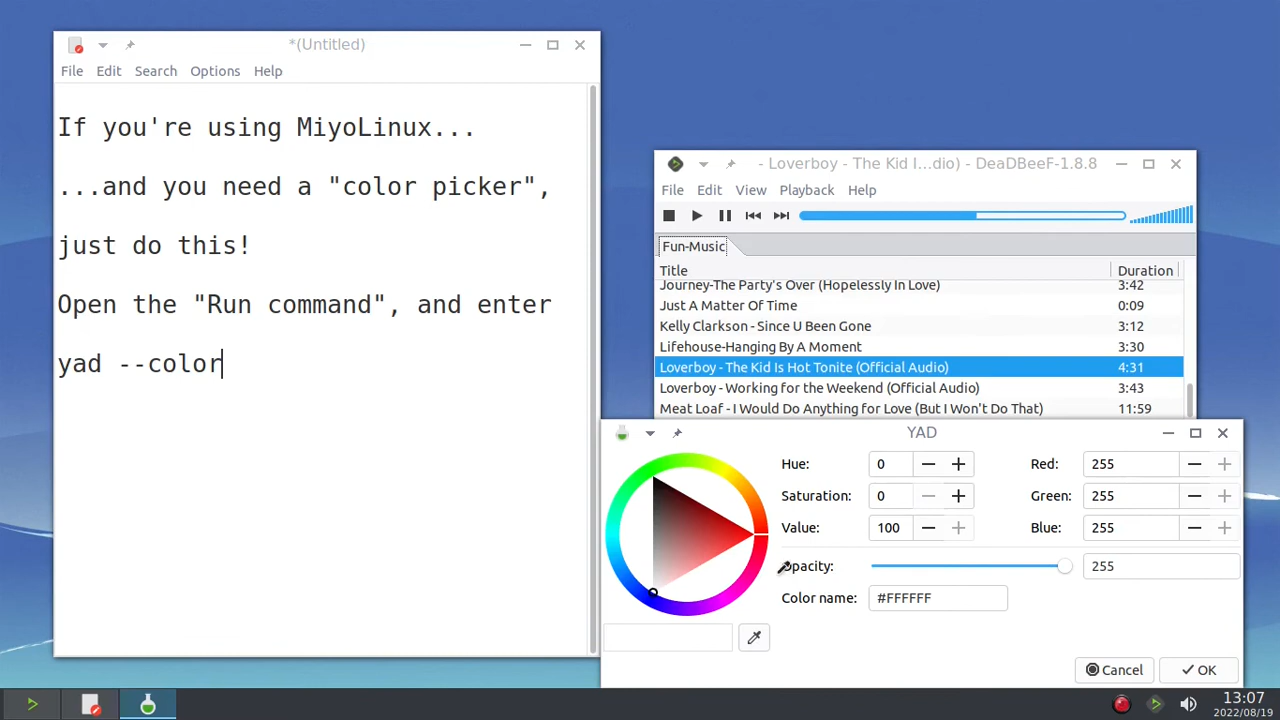 *(Untitled)
File Edit Search Options Help
If you're using MiyoLinux...
...and you need a "color picker",
just do this!
Open the "Run command", and enter
yad --color
- Loverboy - The Kid I...dio) - DeaDBeeF-1.8.8
File Edit View Playback Help
Fun-Music
Title Duration
Journey-The Party's Over (Hopelessly In Love) 3:42
Just A Matter Of Time 0:09
Kelly Clarkson - Since U Been Gone 3:12
Lifehouse-Hanging By A Moment 3:30
Loverboy - The Kid Is Hot Tonite (Official Audio) 4:31
Loverboy - Working for the Weekend (Official Audio) 3:43
Meat Loaf - I Would Do Anything for Love (But I Won't Do That) 11:59
YAD
Hue: 0 Red: 255
Saturation: 0 Green: 255
Value: 100 Blue: 255
Opacity: 255
Color name: #FFFFFF
Cancel OK
13:07
2022/08/19